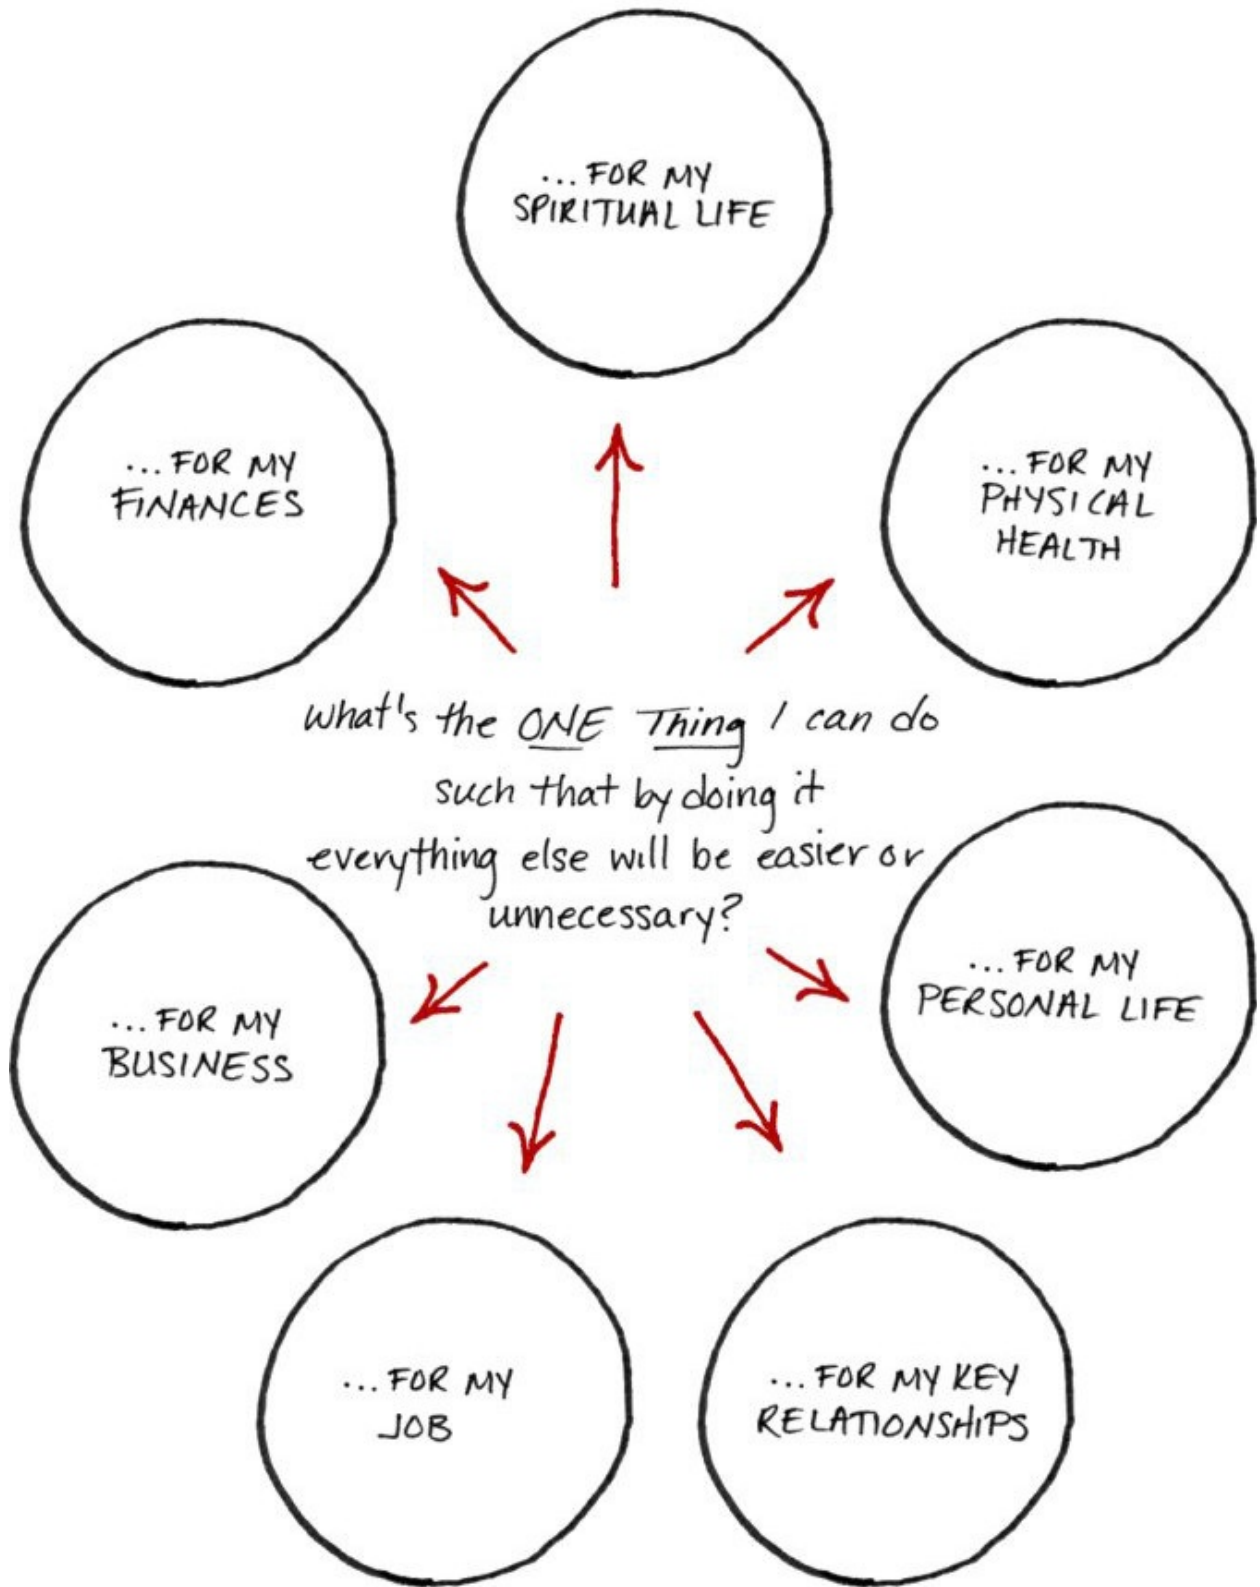 ... FOR MY
SPIRITUAL LIFE
... FOR MY
FINANCES
... FOR MY
PHYSICAL
HEALTH
what's the ONE Thing I can do
such that by doing it
everything else will be easier or
unnecessary?
... FOR MY
BUSINESS
... FOR MY
PERSONAL LIFE
... FOR MY
JOB
... FOR MY KEY
RELATIONSHIPS